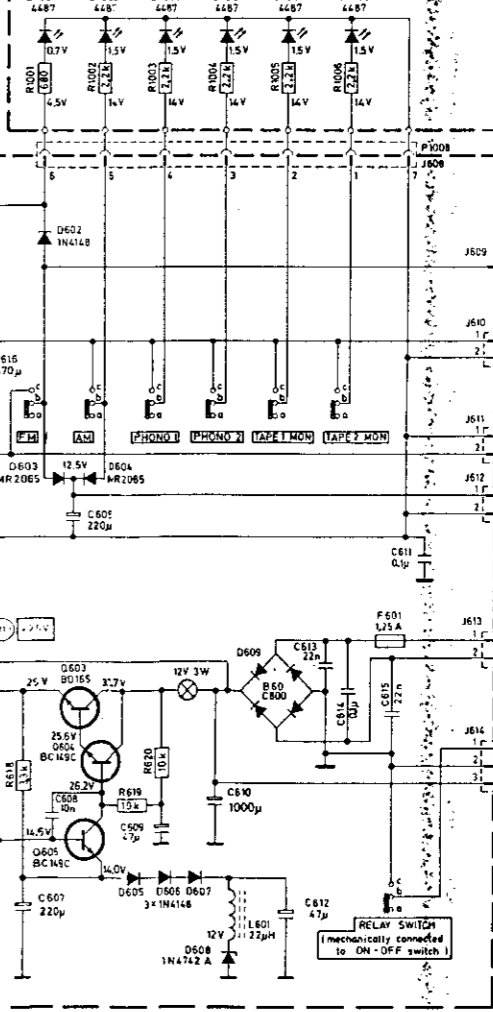 4487 4487 4487 4487 4487 4487
0.7V 1,5V 1,5V 1,5V 1,5V 1,5V
R1001 680 R1002 2,2k R1003 2,2k R1004 2,2k R1005 2,2k R1006 2,2k
4,5V 14V 14V 14V 14V 14V
P1008
J608
6 5 4 3 2 1 7
D602
1N4148
J609
J610
1
2
470µ
c c c c c c
b b b b b b
a a a a a a
FM AM PHONO 1 PHONO 2 TAPE 1 MON TAPE 2 MON
J611
1
2
D603 12.5V D604
MR2065 MR2065
J612
1
2
C605
220µ
C611
0,1µ
F601
1,25 A
J613
1
2
Q603
BD165
25V 31,7V
12V 3W
D609
B60
C800
C613
22n
C614
C615
22n
25.6V
Q604
BC149C
26.2V
R618
R620
10k
R619
10k
C608
10n
C609
47µ
C610
1000µ
J614
1
2
3
14,5V
Q605
BC149C
14,0V
C607
220µ
D605 D606 D607
3× 1N4148
12V
L601
22µH
D608
1N4742 A
C612
47µ
c
b
a
RELAY SWITCH
(mechanically connected
to ON-OFF switch)